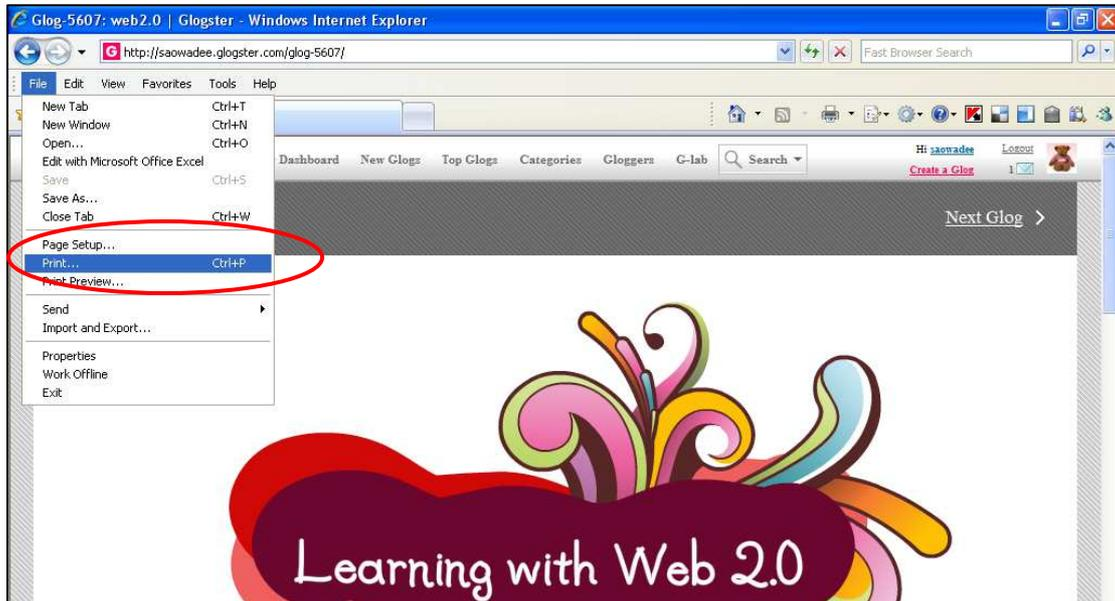 Glog-5607: web2.0 | Glogster - Windows Internet Explorer
http://saowadee.glogster.com/glog-5607/
Fast Browser Search
File Edit View Favorites Tools Help
New Tab Ctrl+T
New Window Ctrl+N
Open... Ctrl+O
Edit with Microsoft Office Excel
Save Ctrl+S
Save As...
Close Tab Ctrl+W
Page Setup...
Print... Ctrl+P
Print Preview...
Send
Import and Export...
Properties
Work Offline
Exit
Dashboard New Glogs Top Glogs Categories Gloggers G-lab Search
Hi saowadee Logout
Create a Glog 1
Next Glog >
Learning with Web 2.0